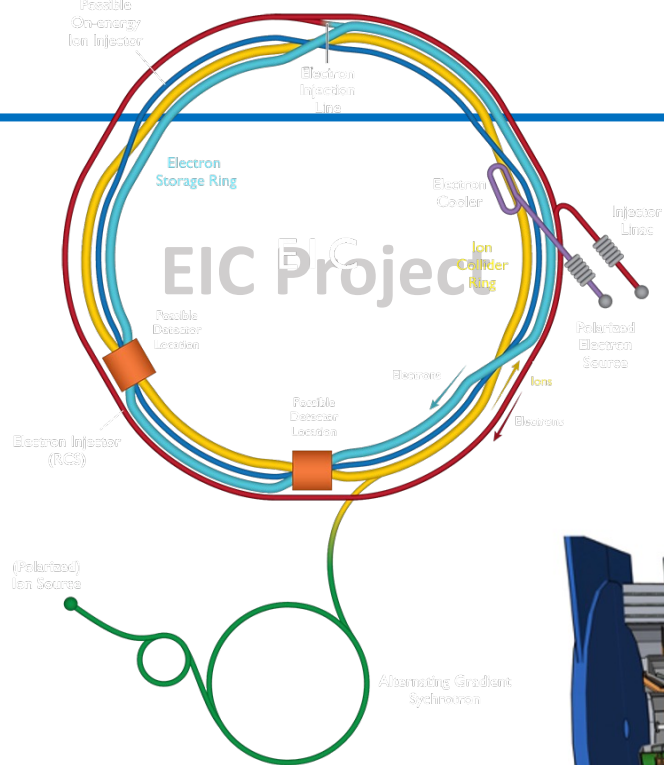 Possible
On-energy
Ion Injector
Electron
Injection
Line
Electron
Storage Ring
Electron
Cooler
Injector
Linac
EIC
EIC Project
Ion
Collider
Ring
Possible
Detector
Location
Polarized
Electron
Source
Electrons
Ions
Possible
Detector
Location
Electrons
Electron Injector
(RCS)
(Polarized)
Ion Source
Alternating Gradient
Sychrotron